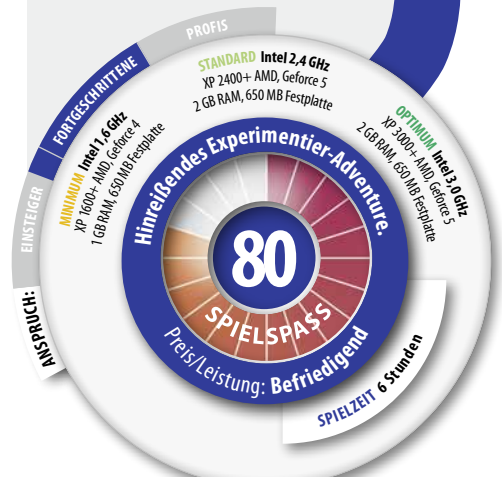 ANSPRUCH:
EINSTEIGER
FORTGESCHRITTENE
PROFIS
MINIMUM Intel 1,6 GHz
XP 1600+ AMD, Geforce 4
1 GB RAM, 650 MB Festplatte
STANDARD Intel 2,4 GHz
XP 2400+ AMD, Geforce 5
2 GB RAM, 650 MB Festplatte
OPTIMUM Intel 3,0 GHz
XP 3000+ AMD, Geforce 5
2 GB RAM, 650 MB Festplatte
Hinreißendes Experimentier-Adventure.
80
SPIELSPASS
Preis/Leistung: Befriedigend
SPIELZEIT 6 Stunden